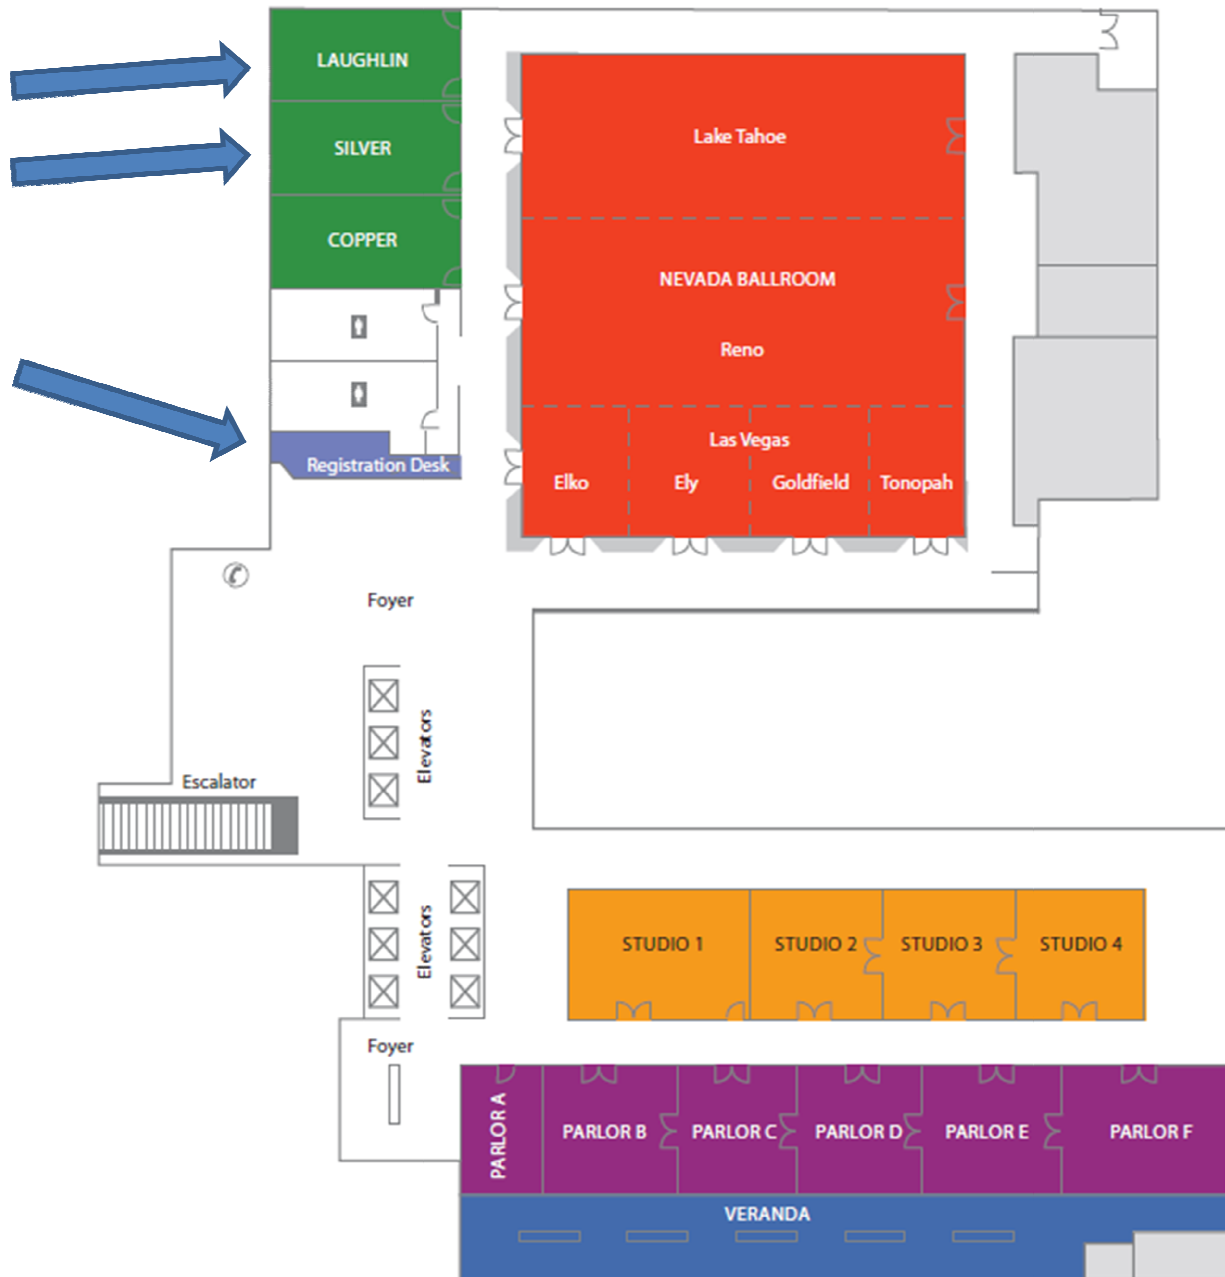 LAUGHLIN
SILVER
COPPER
Registration Desk
Lake Tahoe
NEVADA BALLROOM
Reno
Las Vegas
Elko
Ely
Goldfield
Tonopah
Foyer
Elevators
Escalator
Elevators
Foyer
STUDIO 1
STUDIO 2
STUDIO 3
STUDIO 4
PARLOR A
PARLOR B
PARLOR C
PARLOR D
PARLOR E
PARLOR F
VERANDA